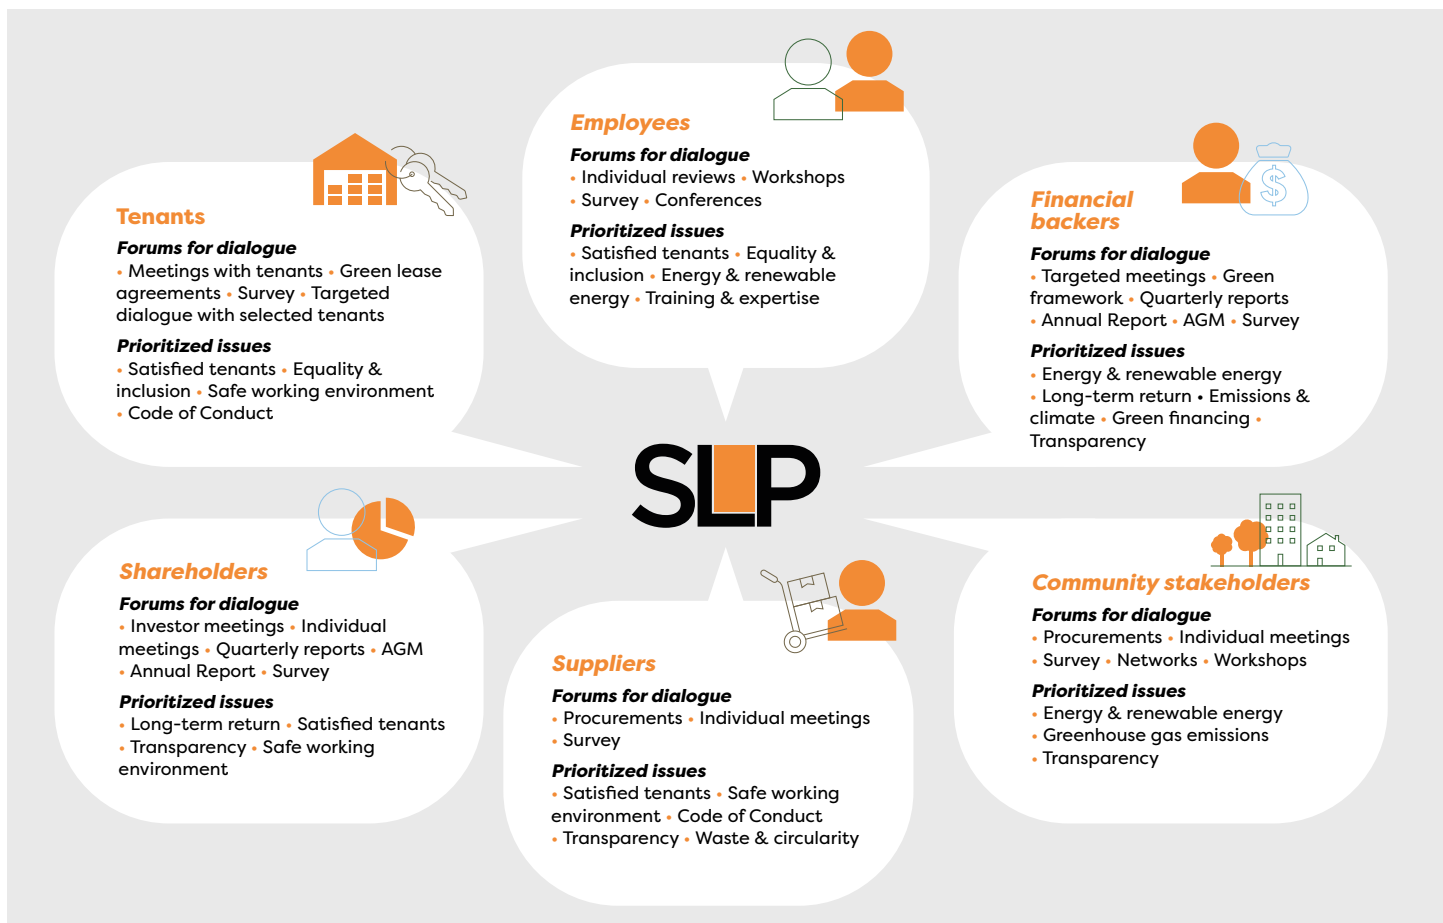 Employees
Forums for dialogue
• Individual reviews • Workshops
• Survey • Conferences
Prioritized issues
• Satisfied tenants • Equality &
inclusion • Energy & renewable
energy • Training & expertise
Tenants
Forums for dialogue
• Meetings with tenants • Green lease
agreements • Survey • Targeted
dialogue with selected tenants
Prioritized issues
• Satisfied tenants • Equality &
inclusion • Safe working environment
• Code of Conduct
$
Financial
backers
Forums for dialogue
• Targeted meetings • Green
framework • Quarterly reports
• Annual Report • AGM • Survey
Prioritized issues
• Energy & renewable energy
• Long-term return • Emissions &
climate • Green financing •
Transparency
SLP
Shareholders
Forums for dialogue
• Investor meetings • Individual
meetings • Quarterly reports • AGM
• Annual Report • Survey
Prioritized issues
• Long-term return • Satisfied tenants
• Transparency • Safe working
environment
Suppliers
Forums for dialogue
• Procurements • Individual meetings
• Survey
Prioritized issues
• Satisfied tenants • Safe working
environment • Code of Conduct
• Transparency • Waste & circularity
Community stakeholders
Forums for dialogue
• Procurements • Individual meetings
• Survey • Networks • Workshops
Prioritized issues
• Energy & renewable energy
• Greenhouse gas emissions
• Transparency